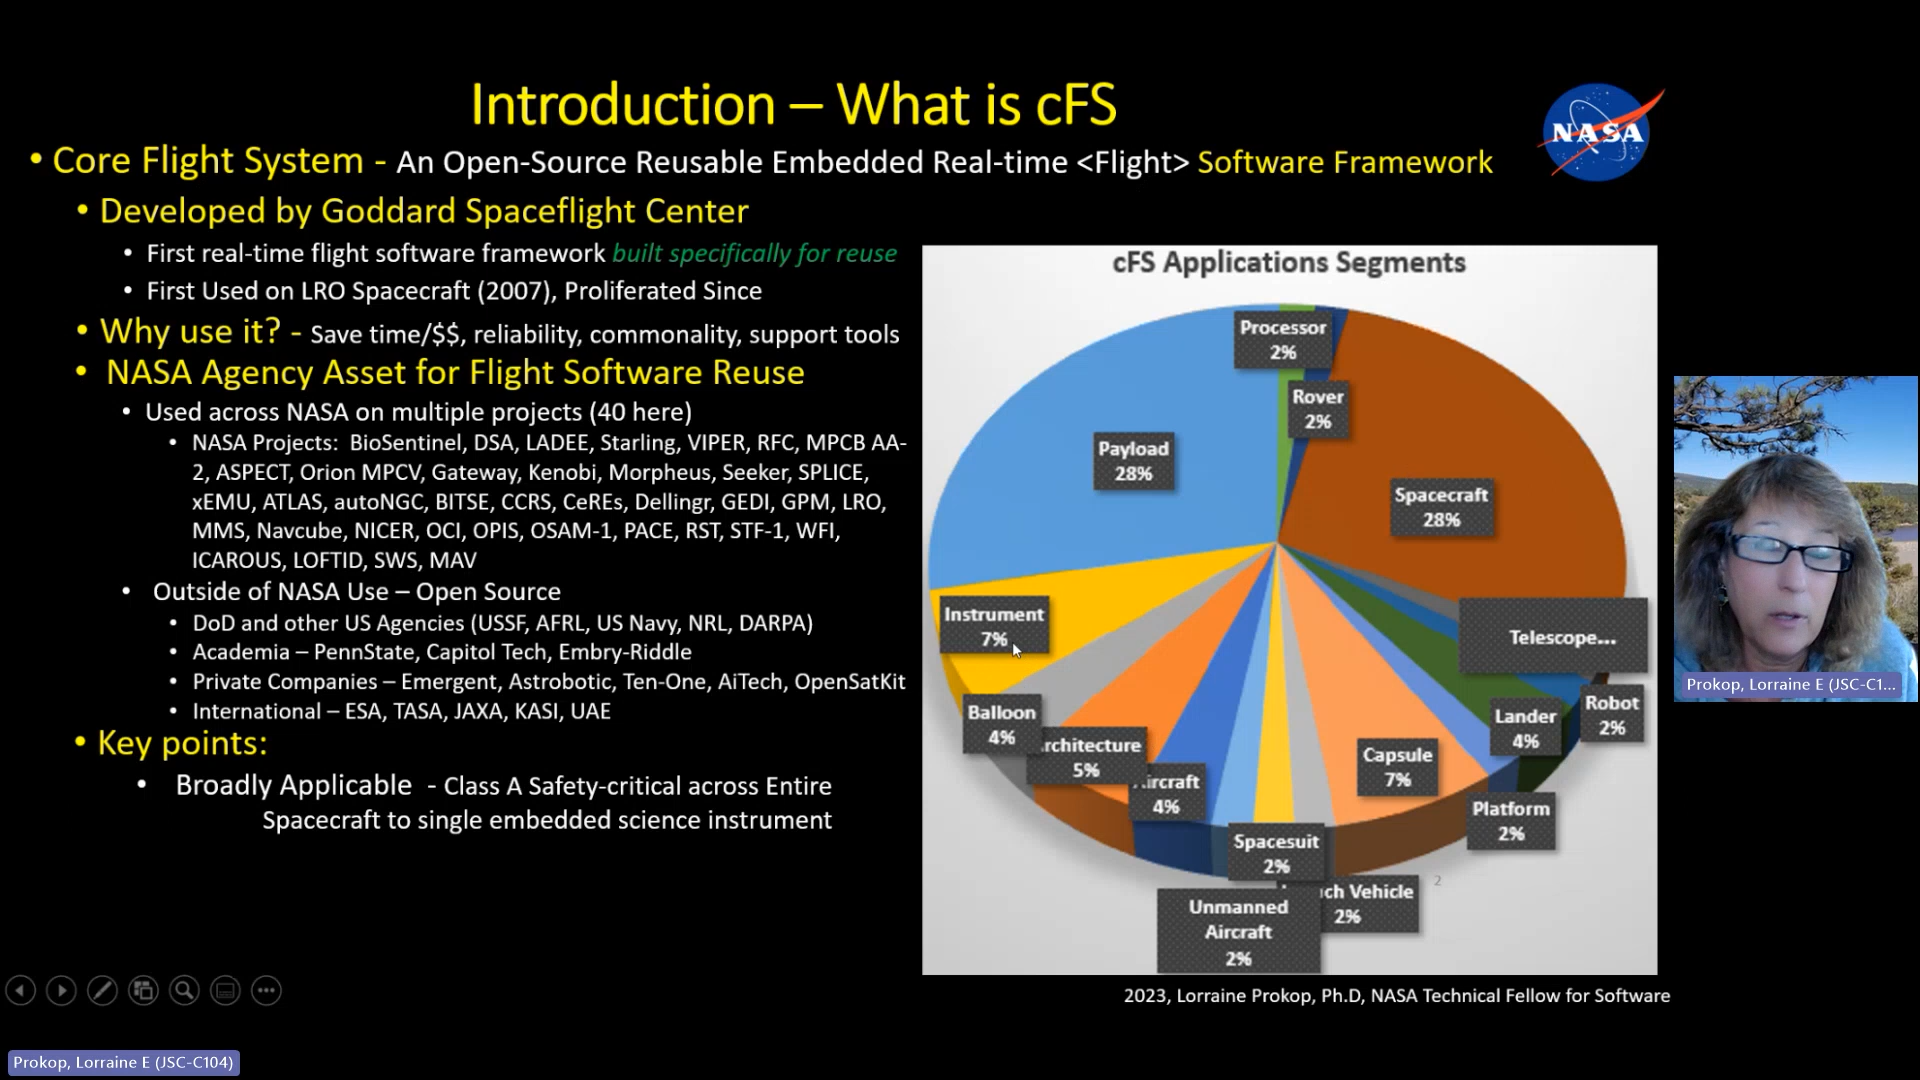 Introduction – What is cFS
NASA
• Core Flight System - An Open-Source Reusable Embedded Real-time <Flight> Software Framework
• Developed by Goddard Spaceflight Center
• First real-time flight software framework built specifically for reuse
• First Used on LRO Spacecraft (2007), Proliferated Since
• Why use it? - Save time/$$, reliability, commonality, support tools
• NASA Agency Asset for Flight Software Reuse
• Used across NASA on multiple projects (40 here)
• NASA Projects: BioSentinel, DSA, LADEE, Starling, VIPER, RFC, MPCB AA-
2, ASPECT, Orion MPCV, Gateway, Kenobi, Morpheus, Seeker, SPLICE,
xEMU, ATLAS, autoNGC, BITSE, CCRS, CeREs, Dellingr, GEDI, GPM, LRO,
MMS, Navcube, NICER, OCI, OPIS, OSAM-1, PACE, RST, STF-1, WFI,
ICAROUS, LOFTID, SWS, MAV
• Outside of NASA Use – Open Source
• DoD and other US Agencies (USSF, AFRL, US Navy, NRL, DARPA)
• Academia – PennState, Capitol Tech, Embry-Riddle
• Private Companies – Emergent, Astrobotic, Ten-One, AiTech, OpenSatKit
• International – ESA, TASA, JAXA, KASI, UAE
• Key points:
• Broadly Applicable - Class A Safety-critical across Entire
Spacecraft to single embedded science instrument
cFS Applications Segments
Processor
2%
Rover
2%
Payload
28%
Spacecraft
28%
Instrument
7%
Telescope...
Balloon
4%
rchitecture
5%
ircraft
4%
Capsule
7%
Lander
4%
Robot
2%
Platform
2%
Spacesuit
2%
ch Vehicle
2%
Unmanned
Aircraft
2%
2
2023, Lorraine Prokop, Ph.D, NASA Technical Fellow for Software
Prokop, Lorraine E (JSC-C1...
Prokop, Lorraine E (JSC-C104)